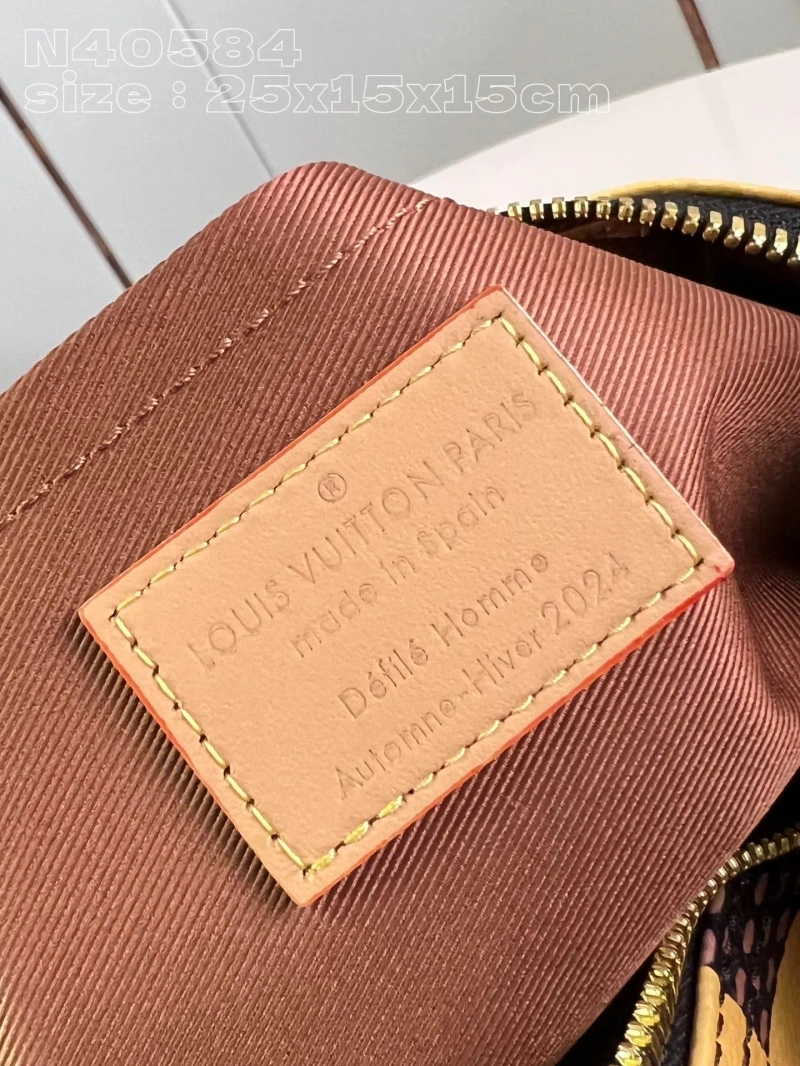 N40584
size : 25x15x15cm
®
LOUIS VUITTON PARIS
made in Spain
Défilé Homme
Automne-Hiver 2024